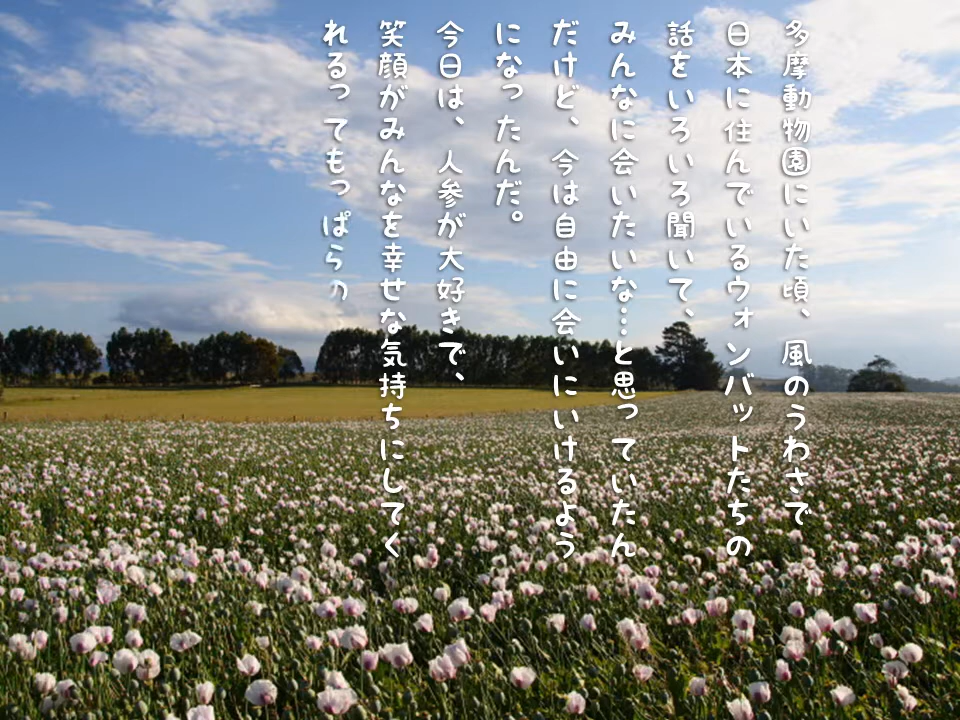 多摩動物園にいた頃、風のうわさで
日本に住んでいるウォンバットたちの
話をいろいろ聞いて、
みんなに会いたいな…と思っていたん
だけど、今は自由に会いにいけるよう
になったんだ。
今日は、人参が大好きで、
笑顔がみんなを幸せな気持ちにしてく
れるってもっぱらの